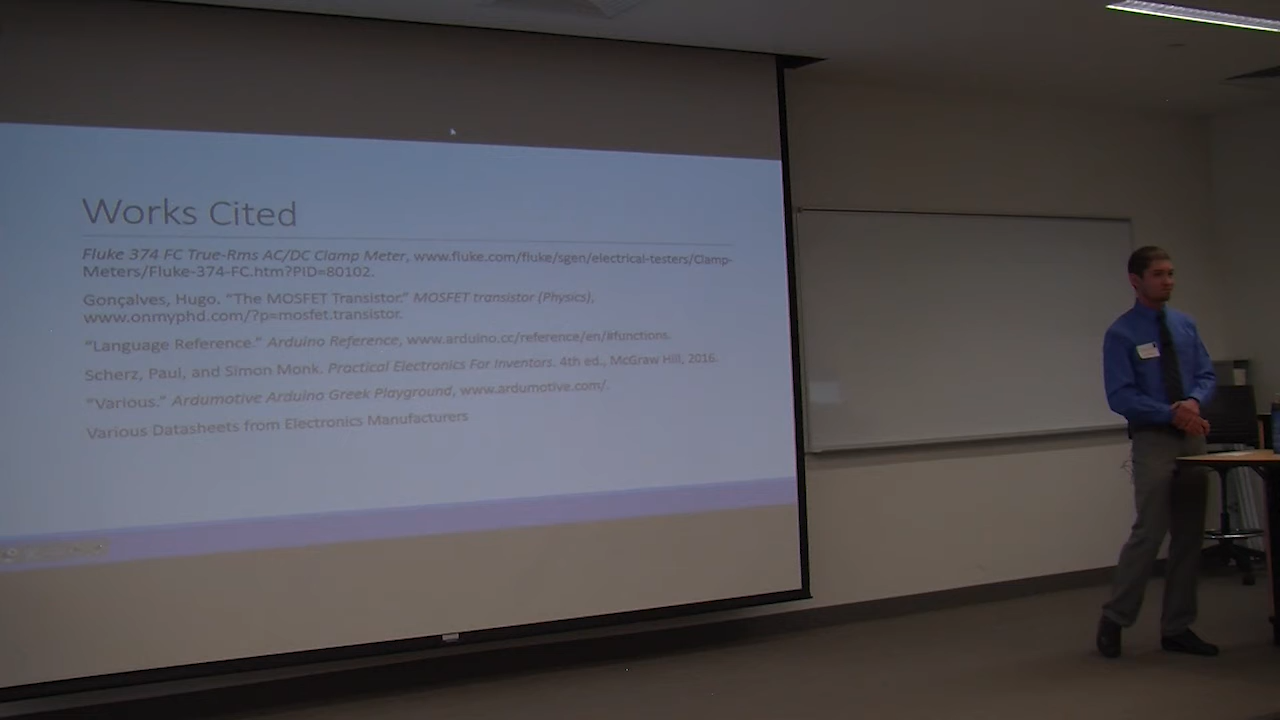 Works Cited
Fluke 374 FC True-Rms AC/DC Clamp Meter, www.fluke.com/fluke/sgen/electrical-testers/Clamp-
Meters/Fluke-374-FC.htm?PID=80102.
Gonçalves, Hugo. “The MOSFET Transistor.” MOSFET transistor (Physics),
www.onmyphd.com/?p=mosfet.transistor.
“Language Reference.” Arduino Reference, www.arduino.cc/reference/en/#functions.
Scherz, Paul, and Simon Monk. Practical Electronics For Inventors. 4th ed., McGraw Hill, 2016.
“Various.” Ardumotive Arduino Greek Playground, www.ardumotive.com/.
Various Datasheets from Electronics Manufacturers